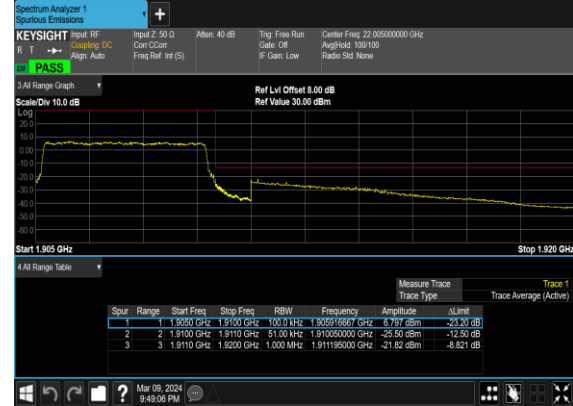 Spectrum Analyzer 1
Spurious Emissions
KEYSIGHT Input: RF Input Z: 50 Ω Atten: 40 dB Trig: Free Run Center Freq: 22.005000000 GHz
R T Coupling: DC Corr CCorr Gate: Off Avg|Hold: 100/100
Align: Auto Freq Ref: Int (S) IF Gain: Low Radio Std: None
LXI PASS
3 All Range Graph Ref Lvl Offset 8.00 dB
Scale/Div 10.0 dB Ref Value 30.00 dBm
Log
20.0
10.0
0.00
-10.0
-20.0
-30.0
-40.0
-50.0
-60.0
Start 1.905 GHz Stop 1.920 GHz
4 All Range Table
Measure Trace Trace 1
Trace Type Trace Average (Active)
Spur Range Start Freq Stop Freq RBW Frequency Amplitude ΔLimit
1 1 1.9050 GHz 1.9100 GHz 100.0 kHz 1.905916667 GHz 6.797 dBm -23.20 dB
2 2 1.9100 GHz 1.9110 GHz 51.00 kHz 1.910050000 GHz -25.50 dBm -12.50 dB
3 3 1.9110 GHz 1.9200 GHz 1.000 MHz 1.911195000 GHz -21.82 dBm -8.821 dB
? Mar 09, 2024
9:49:06 PM